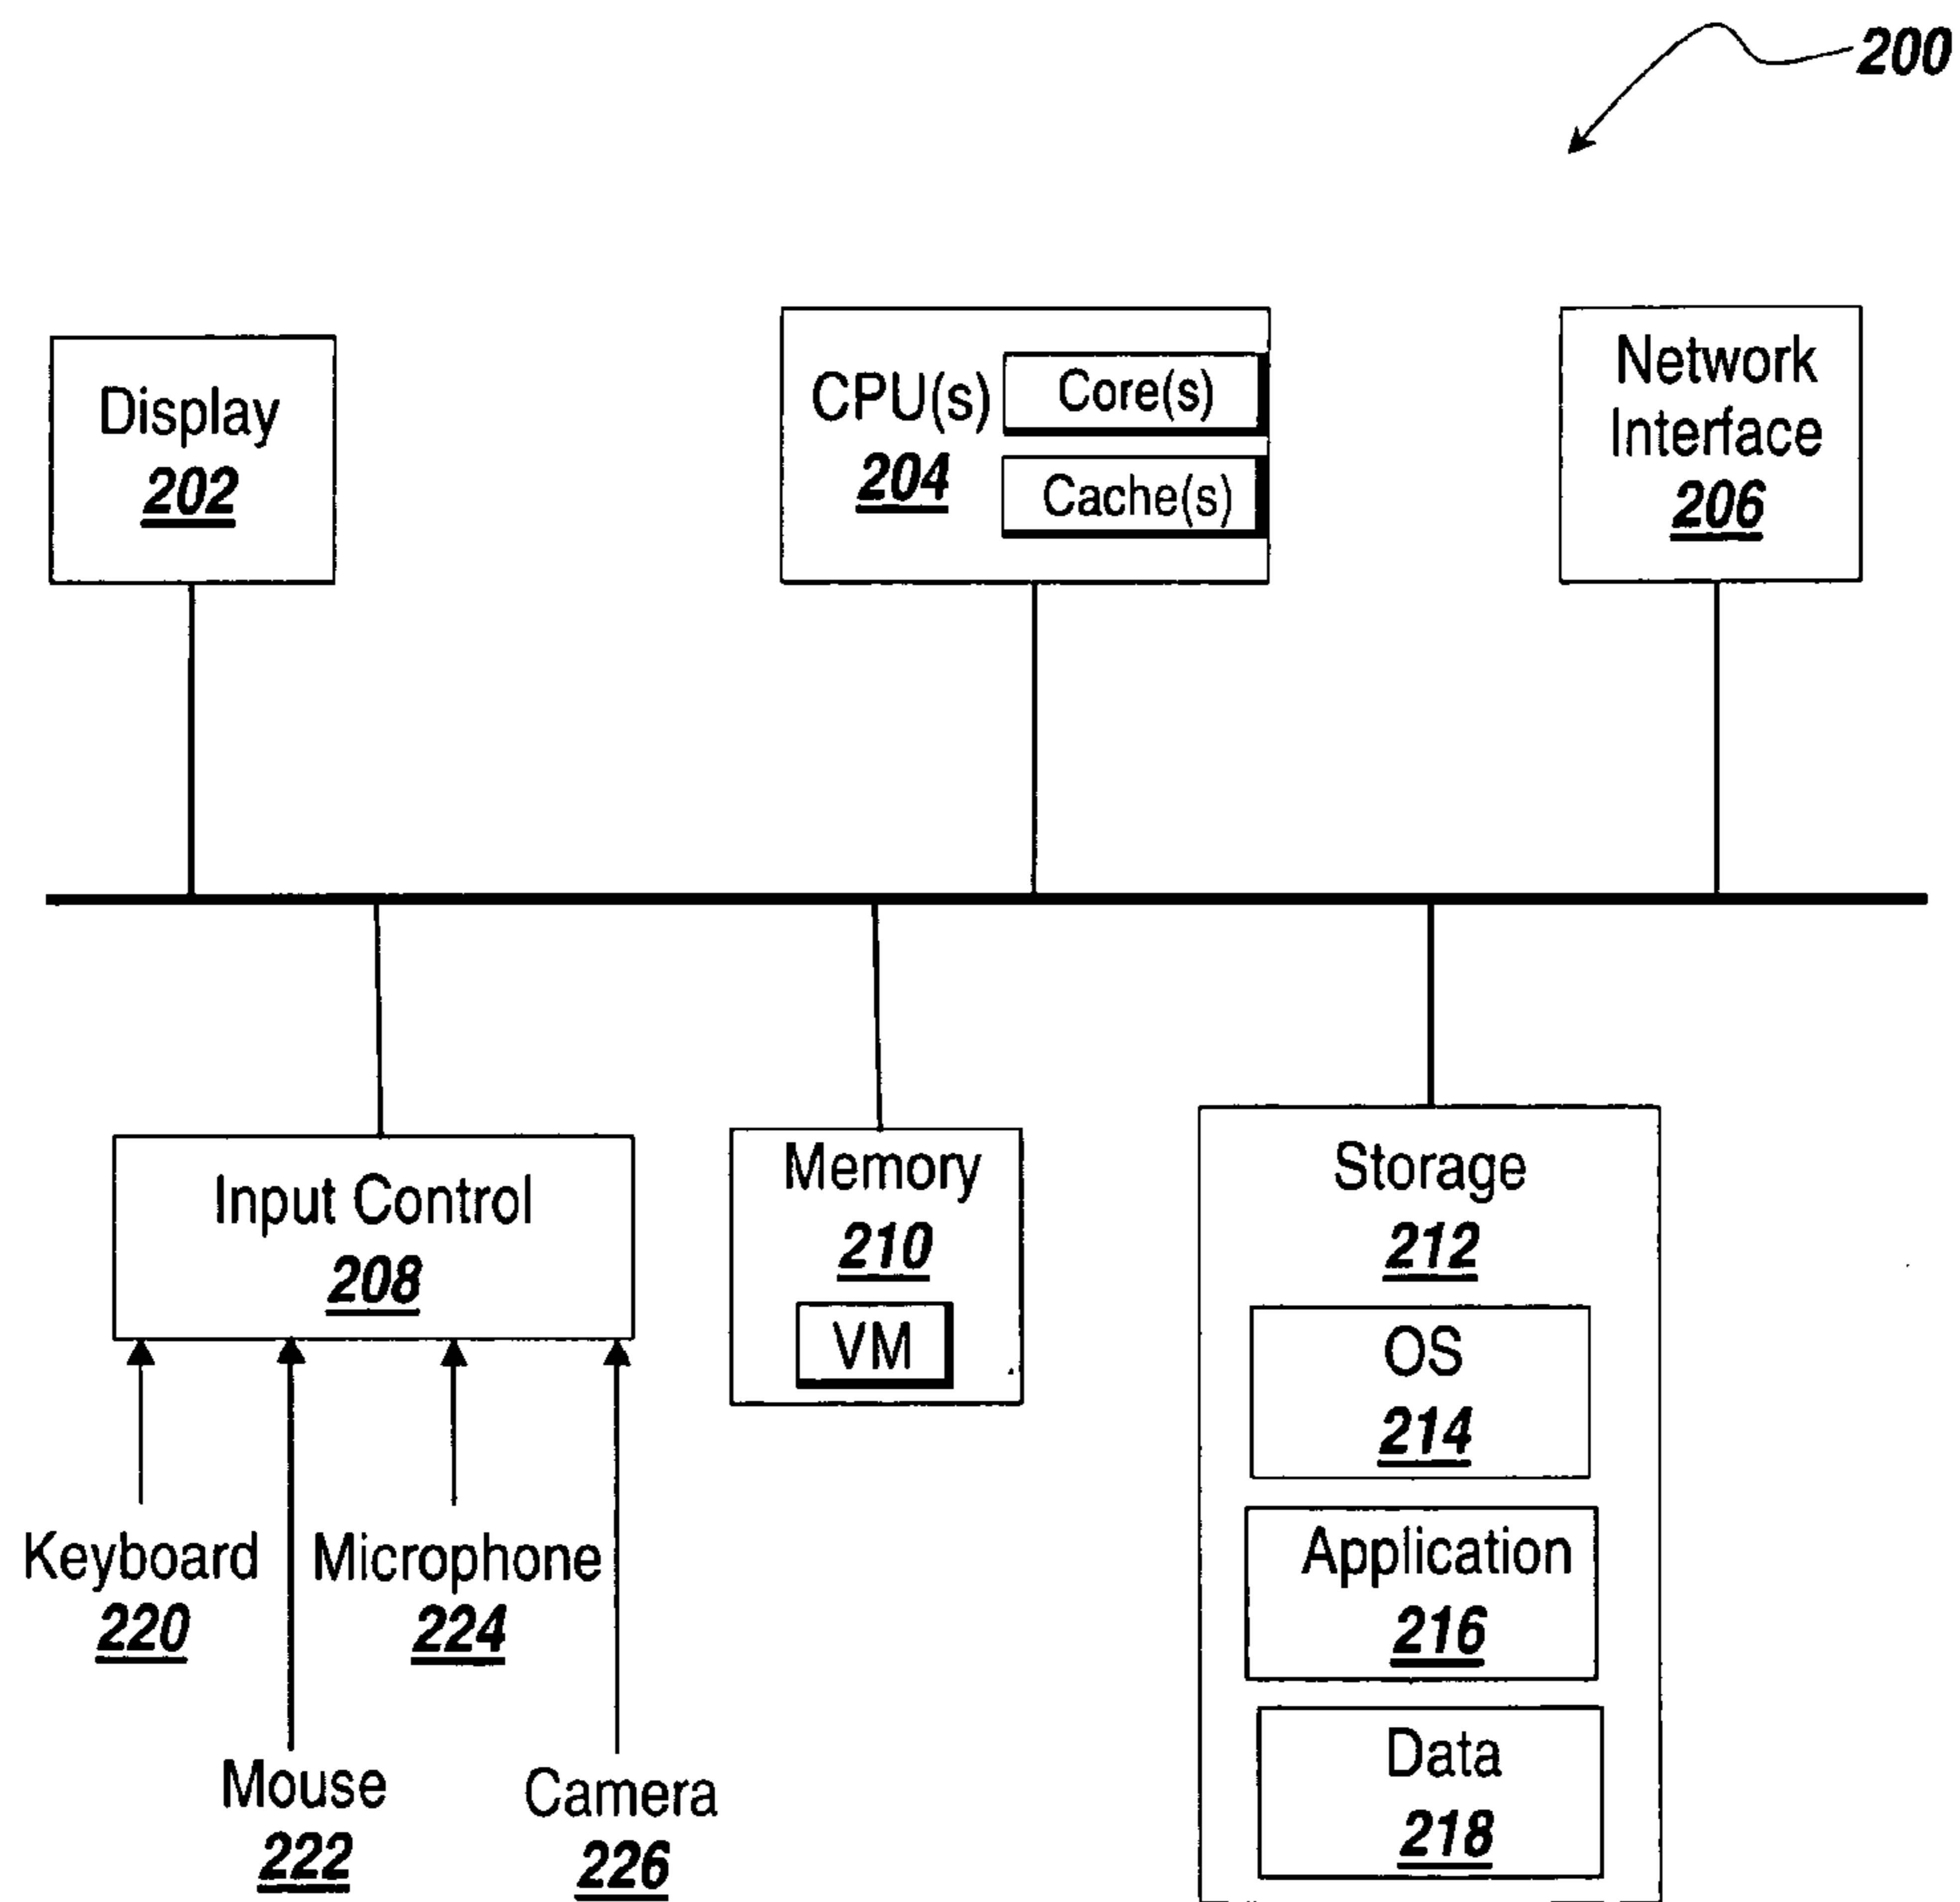 200
Display
202
CPU(s)
204
Core(s)
Cache(s)
Network
Interface
206
Input Control
208
Memory
210
VM
Storage
212
OS
214
Application
216
Data
218
Keyboard
220
Microphone
224
Mouse
222
Camera
226